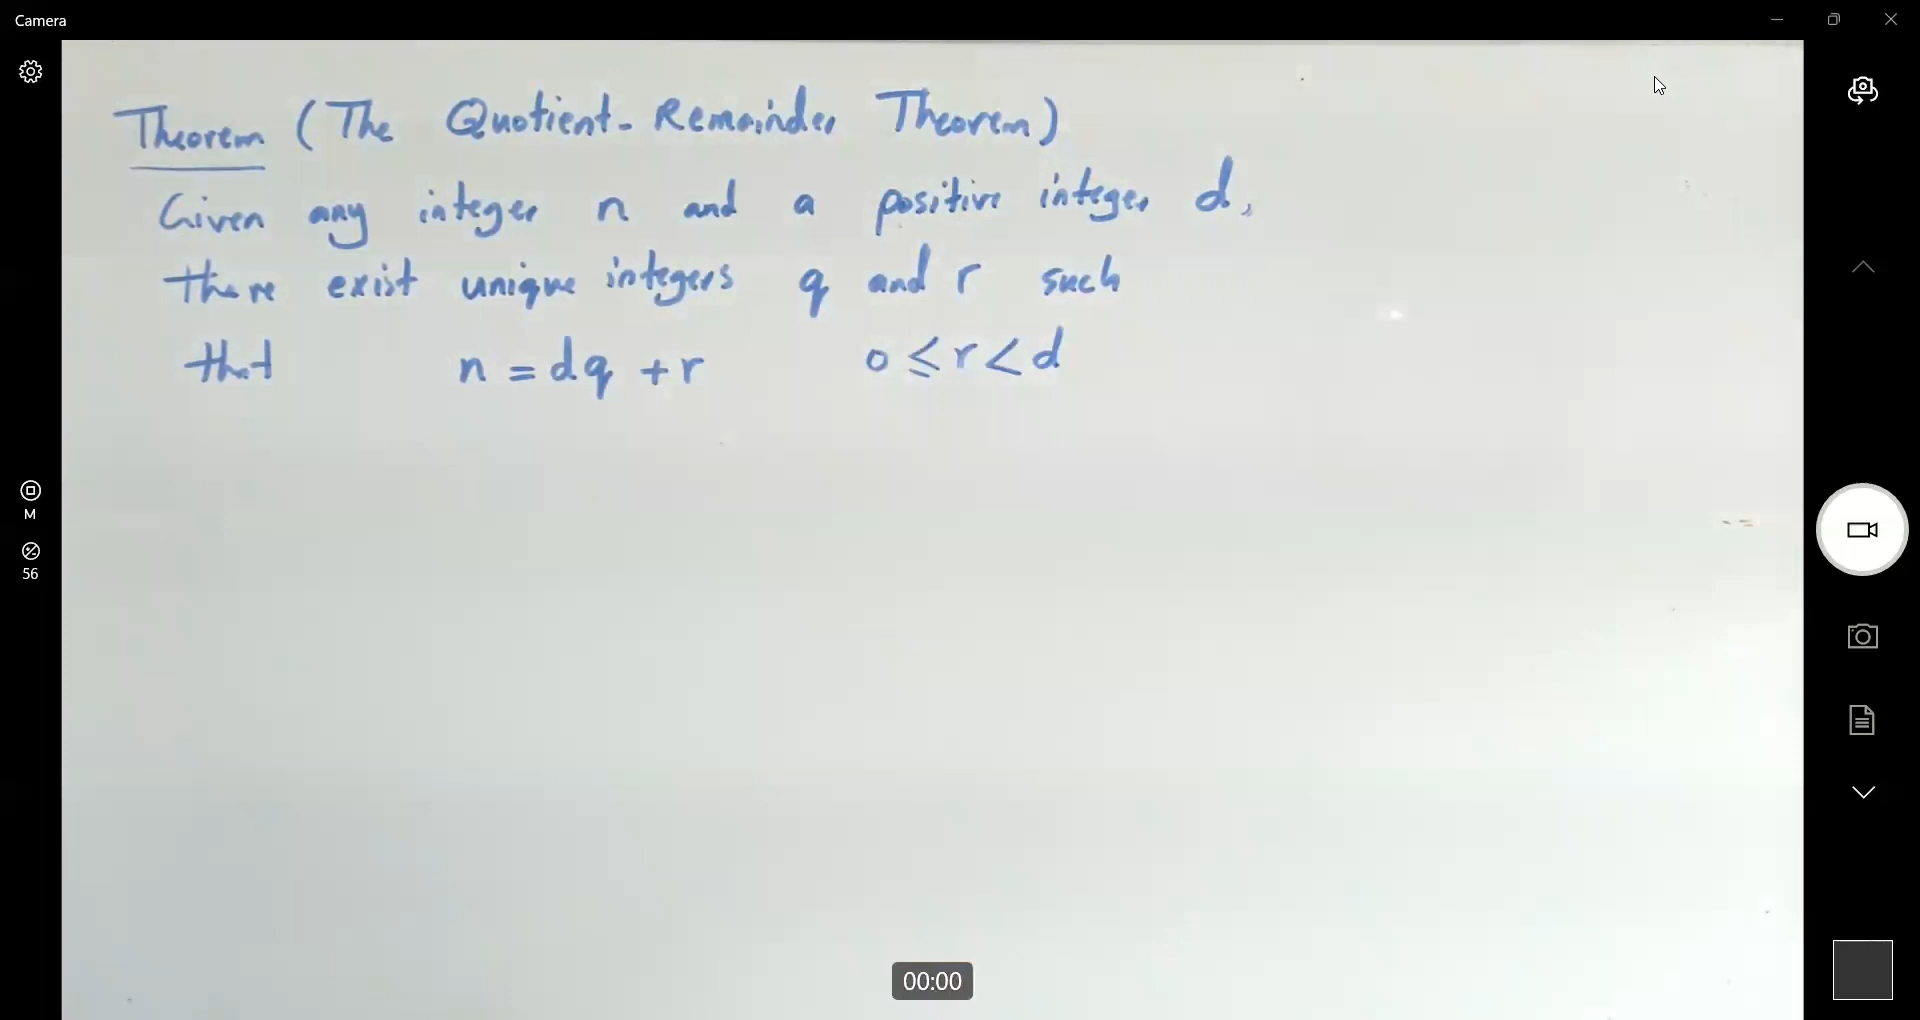 Camera
Theorem (The Quotient-Remainder Theorem)
Given any integer n and a positive integer d,
there exist unique integers q and r such
that n = dq + r 0 ≤ r < d
M
56
00:00